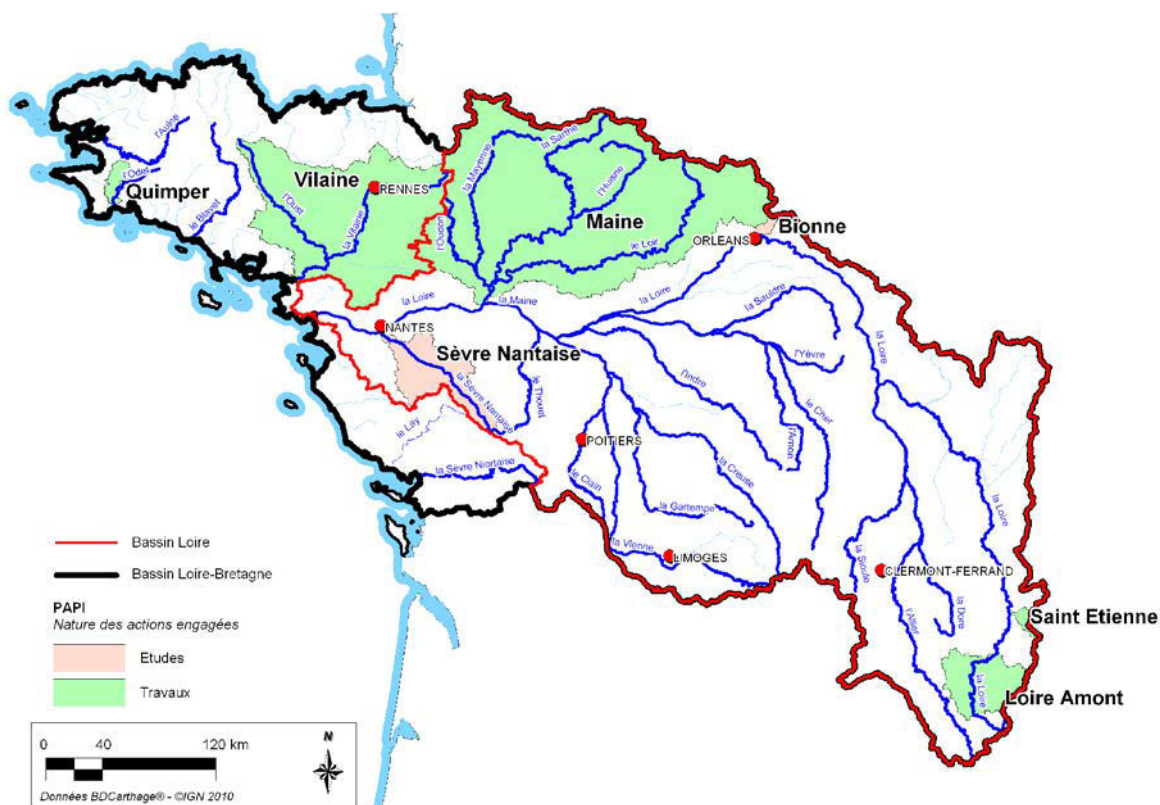 l'Aulne
l'Odet
Quimper
le Blavet
Vilaine
RENNES
l'Oust
la Vilaine
l'Oudon
la Mayenne
la Sarthe
l'Huisne
Maine
le Loir
ORLEANS
Bionne
la Loire
la Maine
la Loire
la Sauldre
la Loire
NANTES
Sèvre Nantaise
l'Yèvre
la Sèvre Nantaise
le Thouet
l'Indre
le Cher
le Lay
l'Arnon
POITIERS
la Sèvre Niortaise
le Clain
la Creuse
la Gartempe
la Loire
la Vienne
LIMOGES
la Sioule
CLERMONT-FERRAND
l'Allier
la Dore
Saint Etienne
la Loire
Loire Amont
Bassin Loire
Bassin Loire-Bretagne
PAPI
Nature des actions engagées
Etudes
Travaux
0 40 120 km
N
Données BDCarthage® - ©IGN 2010